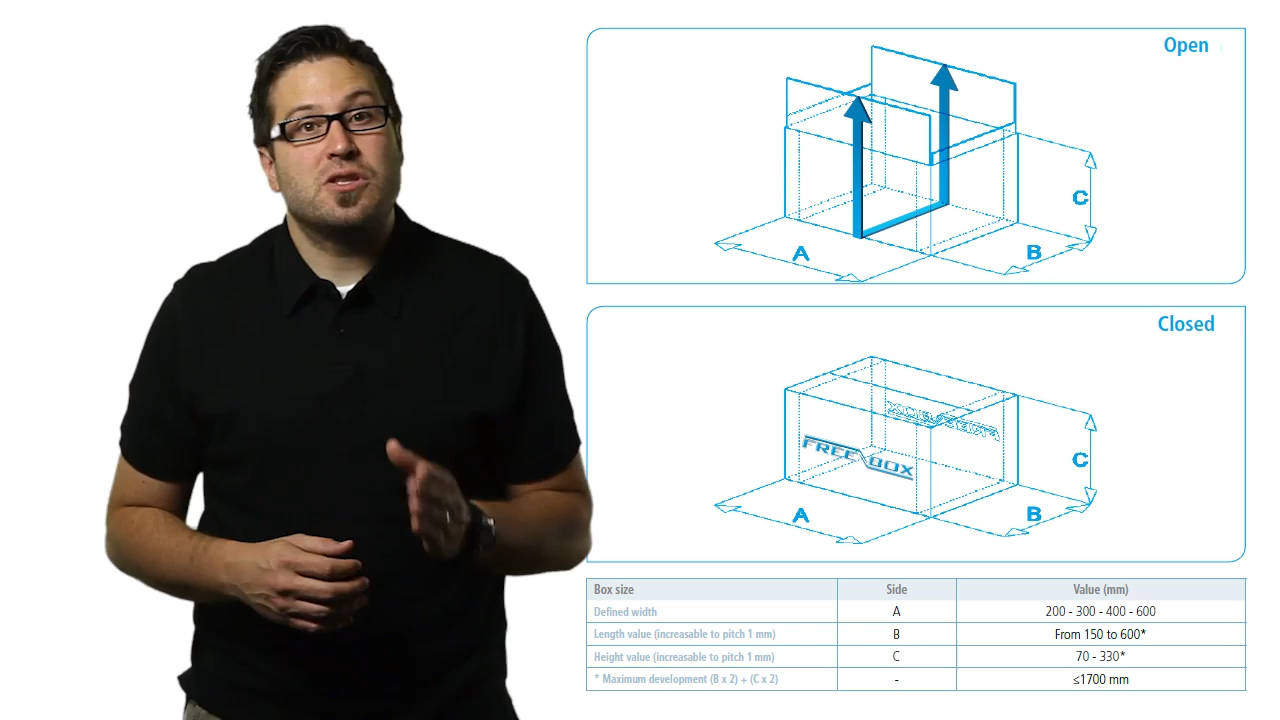 Open
A
B
C
Closed
FREEBOX
FREEBOX
A
B
C
Box size Side Value (mm)
Defined width A 200 - 300 - 400 - 600
Length value (increasable to pitch 1 mm) B From 150 to 600*
Height value (increasable to pitch 1 mm) C 70 - 330*
* Maximum development (B x 2) + (C x 2) - ≤1700 mm